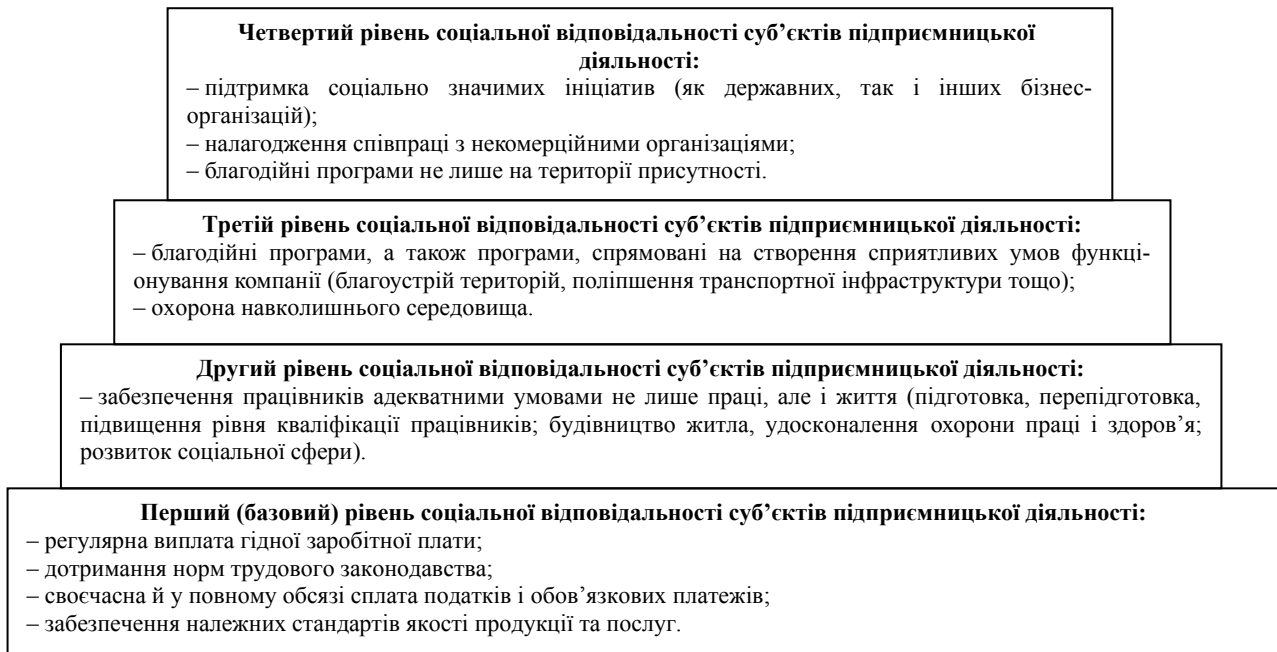 Четвертий рівень соціальної відповідальності суб’єктів підприємницької
діяльності:
– підтримка соціально значимих ініціатив (як державних, так і інших бізнес-
організацій);
– налагодження співпраці з некомерційними організаціями;
– благодійні програми не лише на території присутності.
Третій рівень соціальної відповідальності суб’єктів підприємницької діяльності:
– благодійні програми, а також програми, спрямовані на створення сприятливих умов функці-
онування компанії (благоустрій територій, поліпшення транспортної інфраструктури тощо);
– охорона навколишнього середовища.
Другий рівень соціальної відповідальності суб’єктів підприємницької діяльності:
– забезпечення працівників адекватними умовами не лише праці, але і життя (підготовка, перепідготовка,
підвищення рівня кваліфікації працівників; будівництво житла, удосконалення охорони праці і здоров’я;
розвиток соціальної сфери).
Перший (базовий) рівень соціальної відповідальності суб’єктів підприємницької діяльності:
– регулярна виплата гідної заробітної плати;
– дотримання норм трудового законодавства;
– своєчасна й у повному обсязі сплата податків і обов’язкових платежів;
– забезпечення належних стандартів якості продукції та послуг.